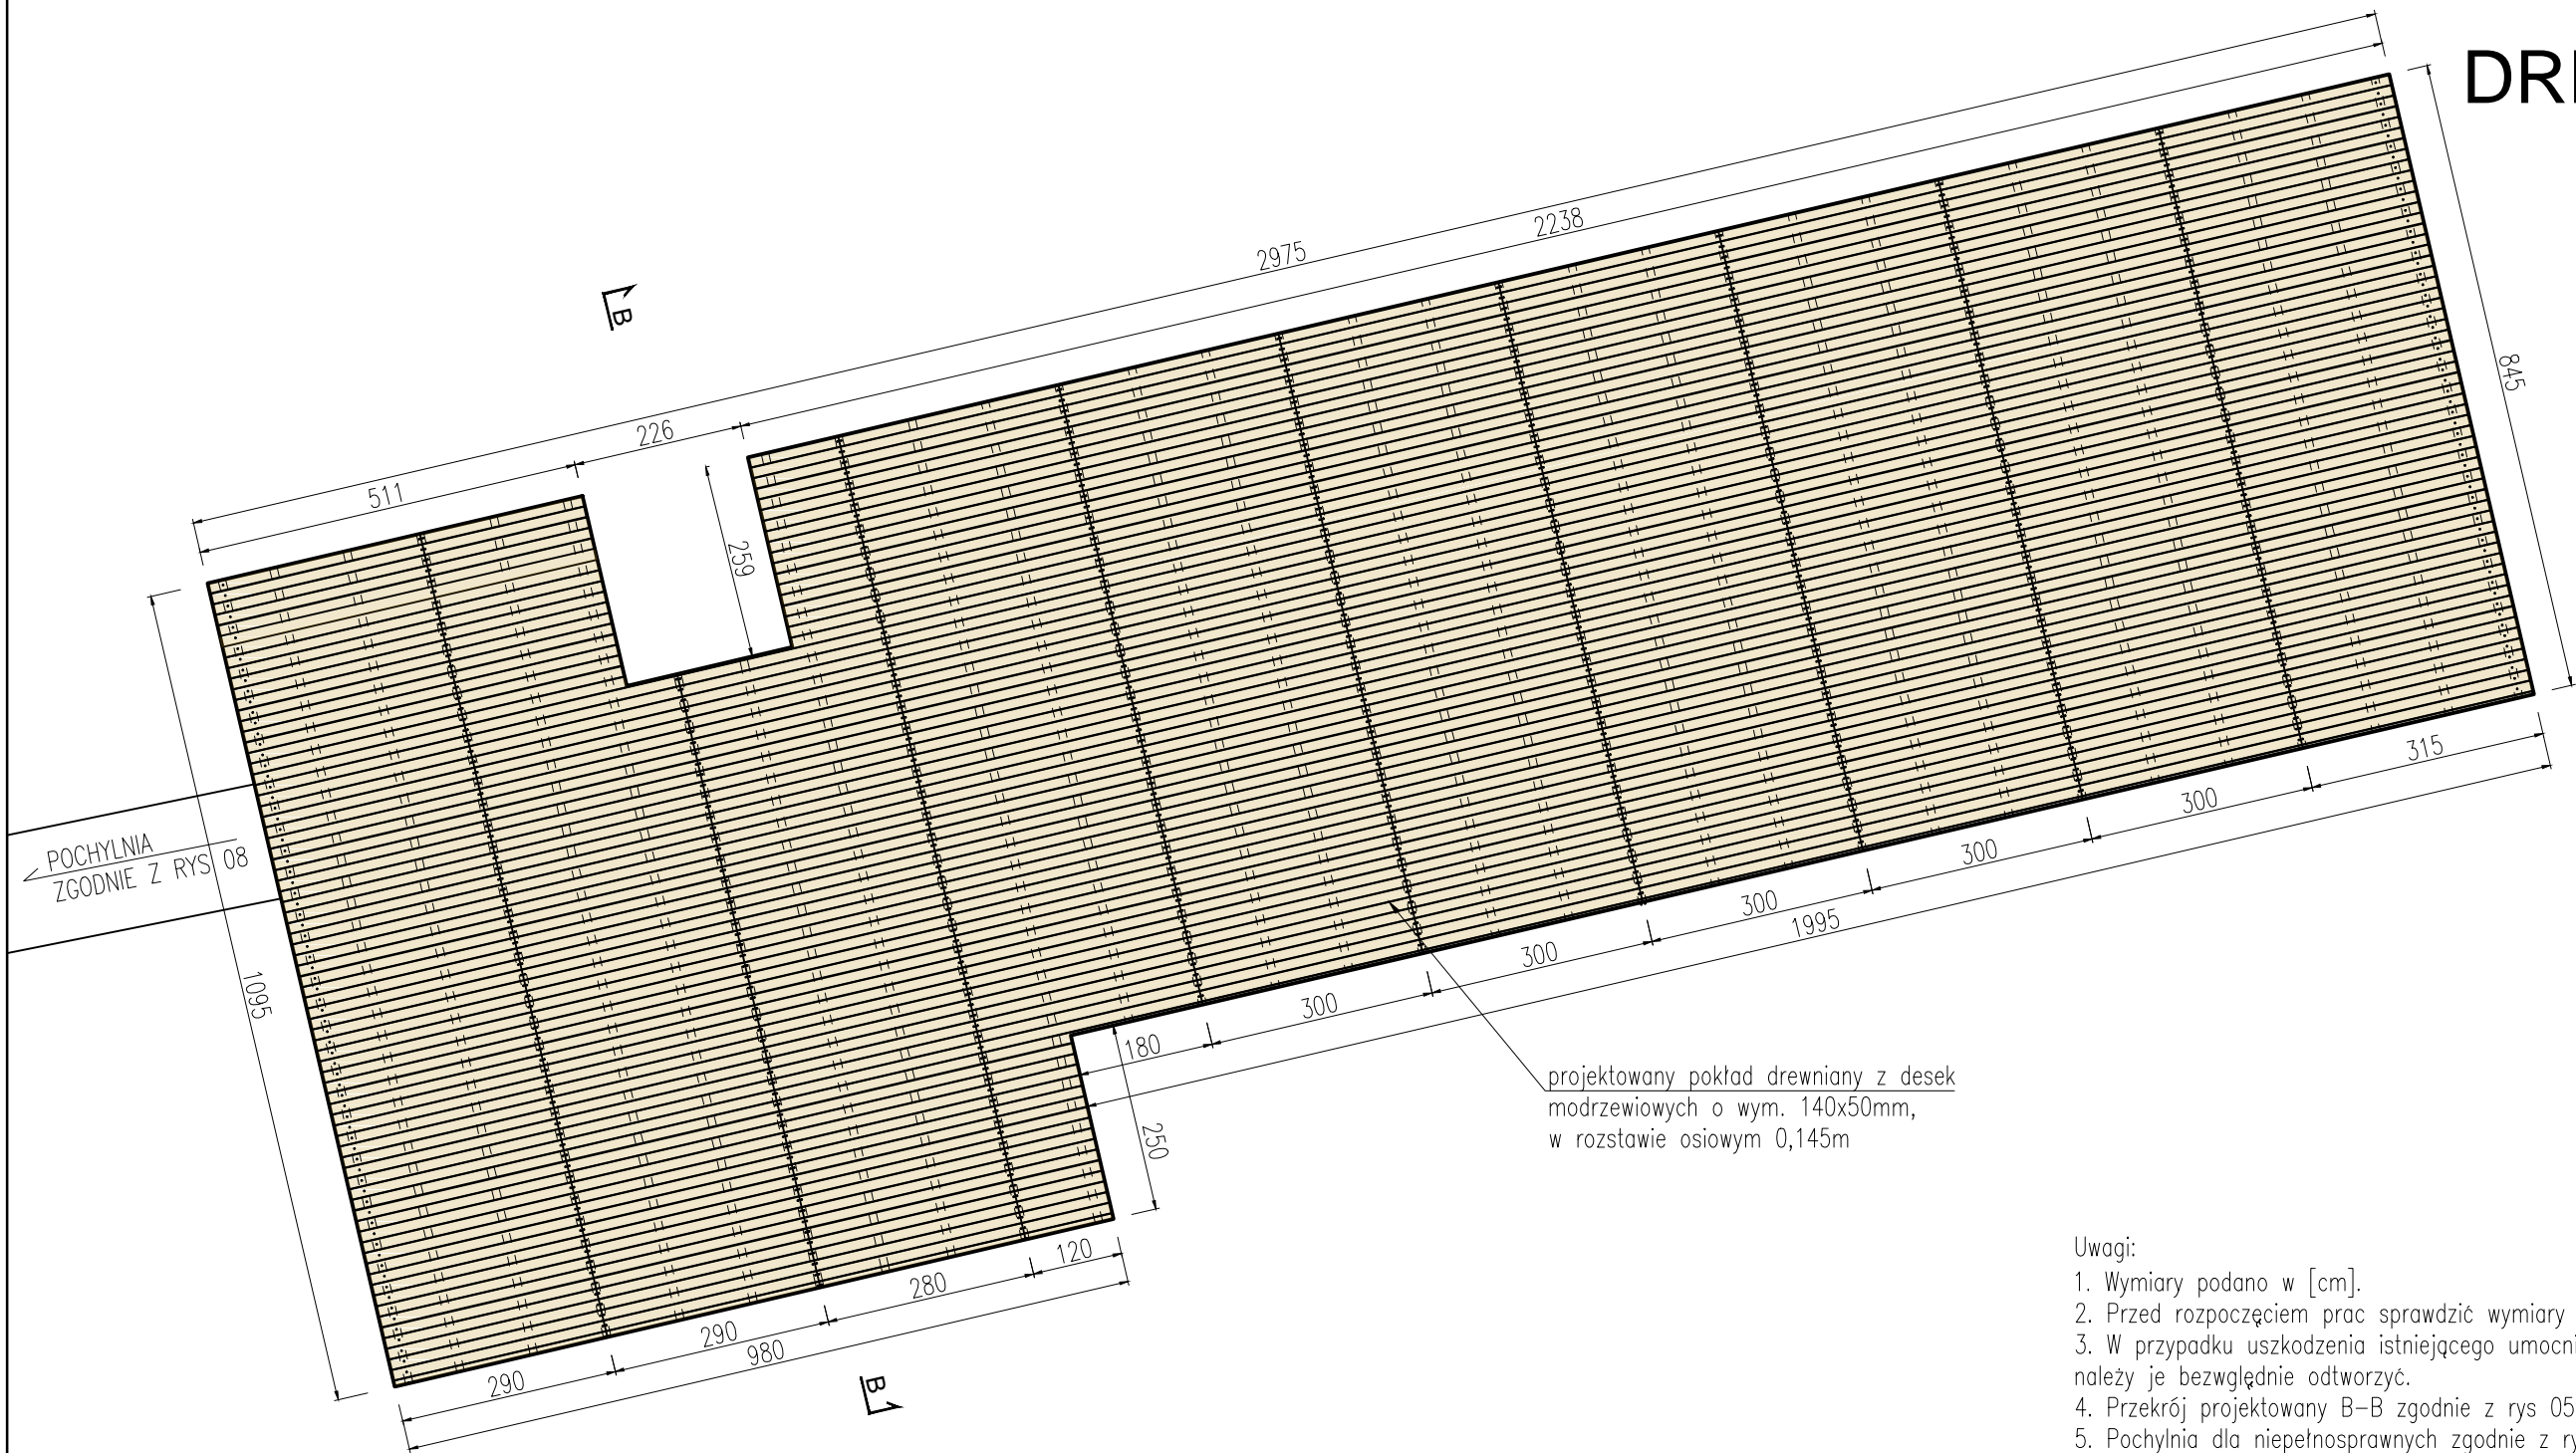 DR
2975
2238
B
845
226
511
259
POCHYLNIA
ZGODNIE Z RYS 08
1095
315
300
300
300
1995
300
300
180
250
projektowany pokład drewniany z desek
modrzewiowych o wym. 140x50mm,
w rozstawie osiowym 0,145m
120
280
290
980
290
B
Uwagi:
1. Wymiary podano w [cm].
2. Przed rozpoczęciem prac sprawdzić wymiary
3. W przypadku uszkodzenia istniejącego umocni
należy je bezwględnie odtworzyć.
4. Przekrój projektowany B-B zgodnie z rys 05
5. Pochylnia dla niepełnosprawnych zgodnie z ry